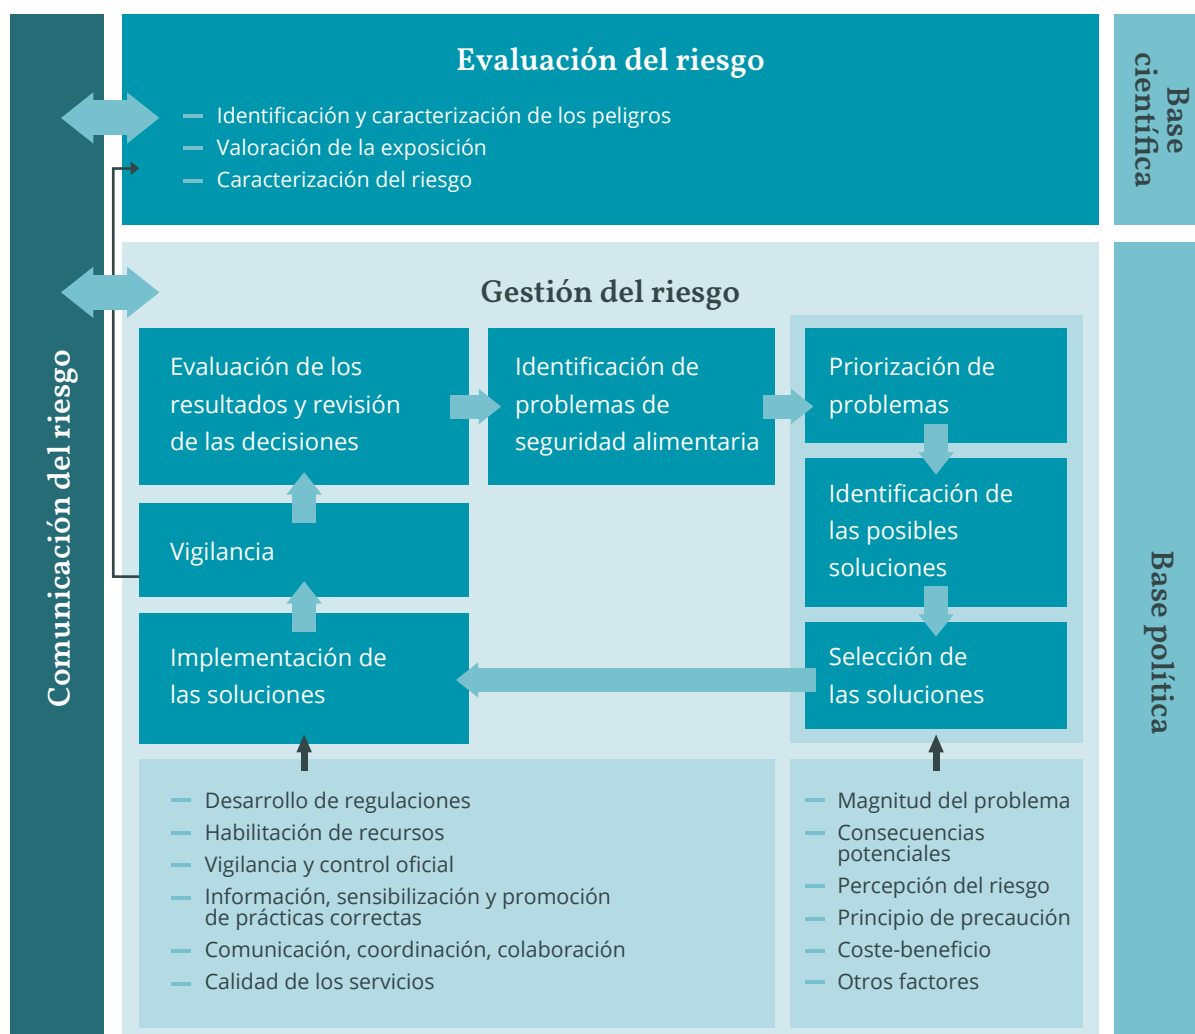 Comunicación del riesgo
Evaluación del riesgo
— Identificación y caracterización de los peligros
— Valoración de la exposición
— Caracterización del riesgo
Base
científica
Gestión del riesgo
Evaluación de los
resultados y revisión
de las decisiones
Identificación de
problemas de
seguridad alimentaria
Priorización de
problemas
Identificación de
las posibles
soluciones
Selección de
las soluciones
Vigilancia
Implementación de
las soluciones
— Desarrollo de regulaciones
— Habilitación de recursos
— Vigilancia y control oficial
— Información, sensibilización y promoción
de prácticas correctas
— Comunicación, coordinación, colaboración
— Calidad de los servicios
— Magnitud del problema
— Consecuencias
potenciales
— Percepción del riesgo
— Principio de precaución
— Coste-beneficio
— Otros factores
Base política